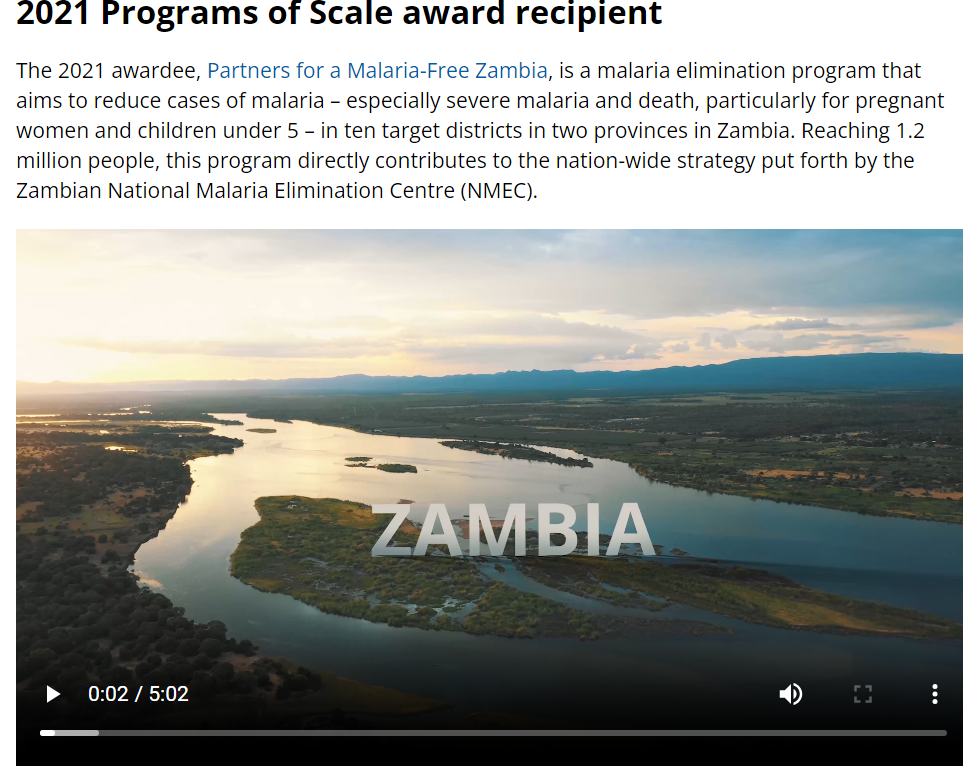 2021 Programs of Scale award recipient
The 2021 awardee, Partners for a Malaria-Free Zambia, is a malaria elimination program that
aims to reduce cases of malaria – especially severe malaria and death, particularly for pregnant
women and children under 5 – in ten target districts in two provinces in Zambia. Reaching 1.2
million people, this program directly contributes to the nation-wide strategy put forth by the
Zambian National Malaria Elimination Centre (NMEC).
ZAMBIA
0:02 / 5:02